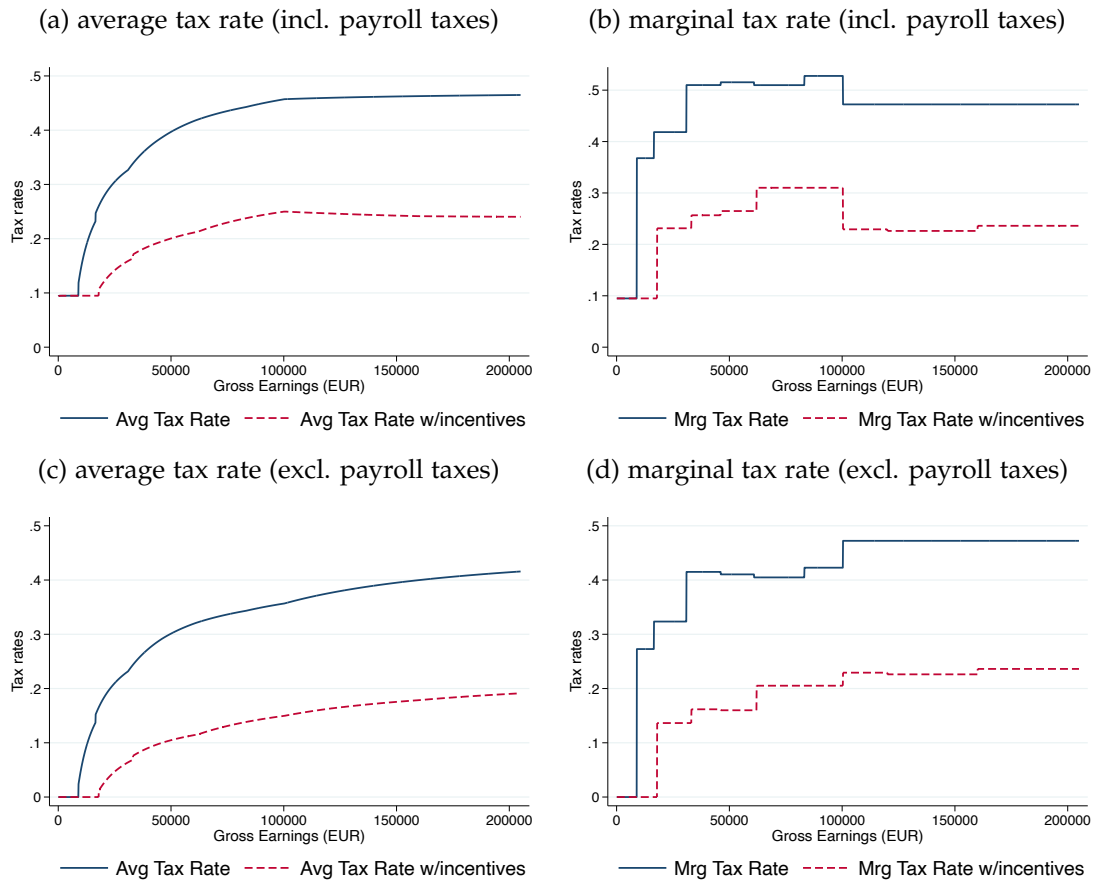 (a) average tax rate (incl. payroll taxes)
.5
.4
.3
.2
.1
0
Tax rates
0 50000 100000 150000 200000
Gross Earnings (EUR)
Avg Tax Rate Avg Tax Rate w/incentives
(b) marginal tax rate (incl. payroll taxes)
.5
.4
.3
.2
.1
0
Tax rates
0 50000 100000 150000 200000
Gross Earnings (EUR)
Mrg Tax Rate Mrg Tax Rate w/incentives
(c) average tax rate (excl. payroll taxes)
.5
.4
.3
.2
.1
0
Tax rates
0 50000 100000 150000 200000
Gross Earnings (EUR)
Avg Tax Rate Avg Tax Rate w/incentives
(d) marginal tax rate (excl. payroll taxes)
.5
.4
.3
.2
.1
0
Tax rates
0 50000 100000 150000 200000
Gross Earnings (EUR)
Mrg Tax Rate Mrg Tax Rate w/incentives